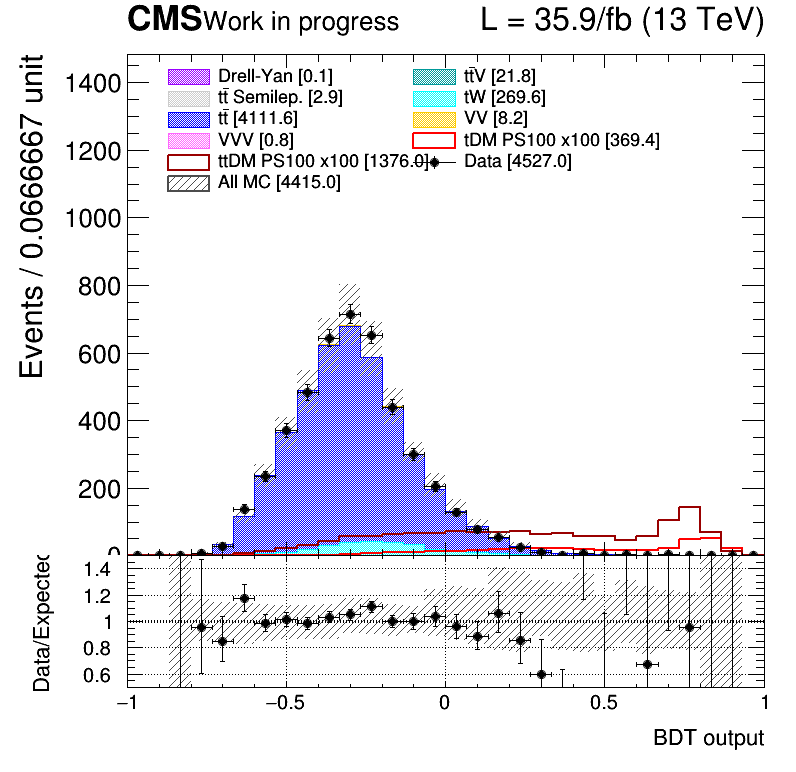 CMS Work in progress L = 35.9/fb (13 TeV)
Events / 0.0666667 unit
1400
1200
1000
800
600
400
200
0
Drell-Yan [0.1] tt̄V [21.8]
tt̄ Semilep. [2.9] tW [269.6]
tt̄ [4111.6] VV [8.2]
VVV [0.8] tDM PS100 x100 [369.4]
ttDM PS100 x100 [1376.0] Data [4527.0]
All MC [4415.0]
Data/Expected
1.4
1.2
1
0.8
0.6
−1 −0.5 0 0.5 1
BDT output